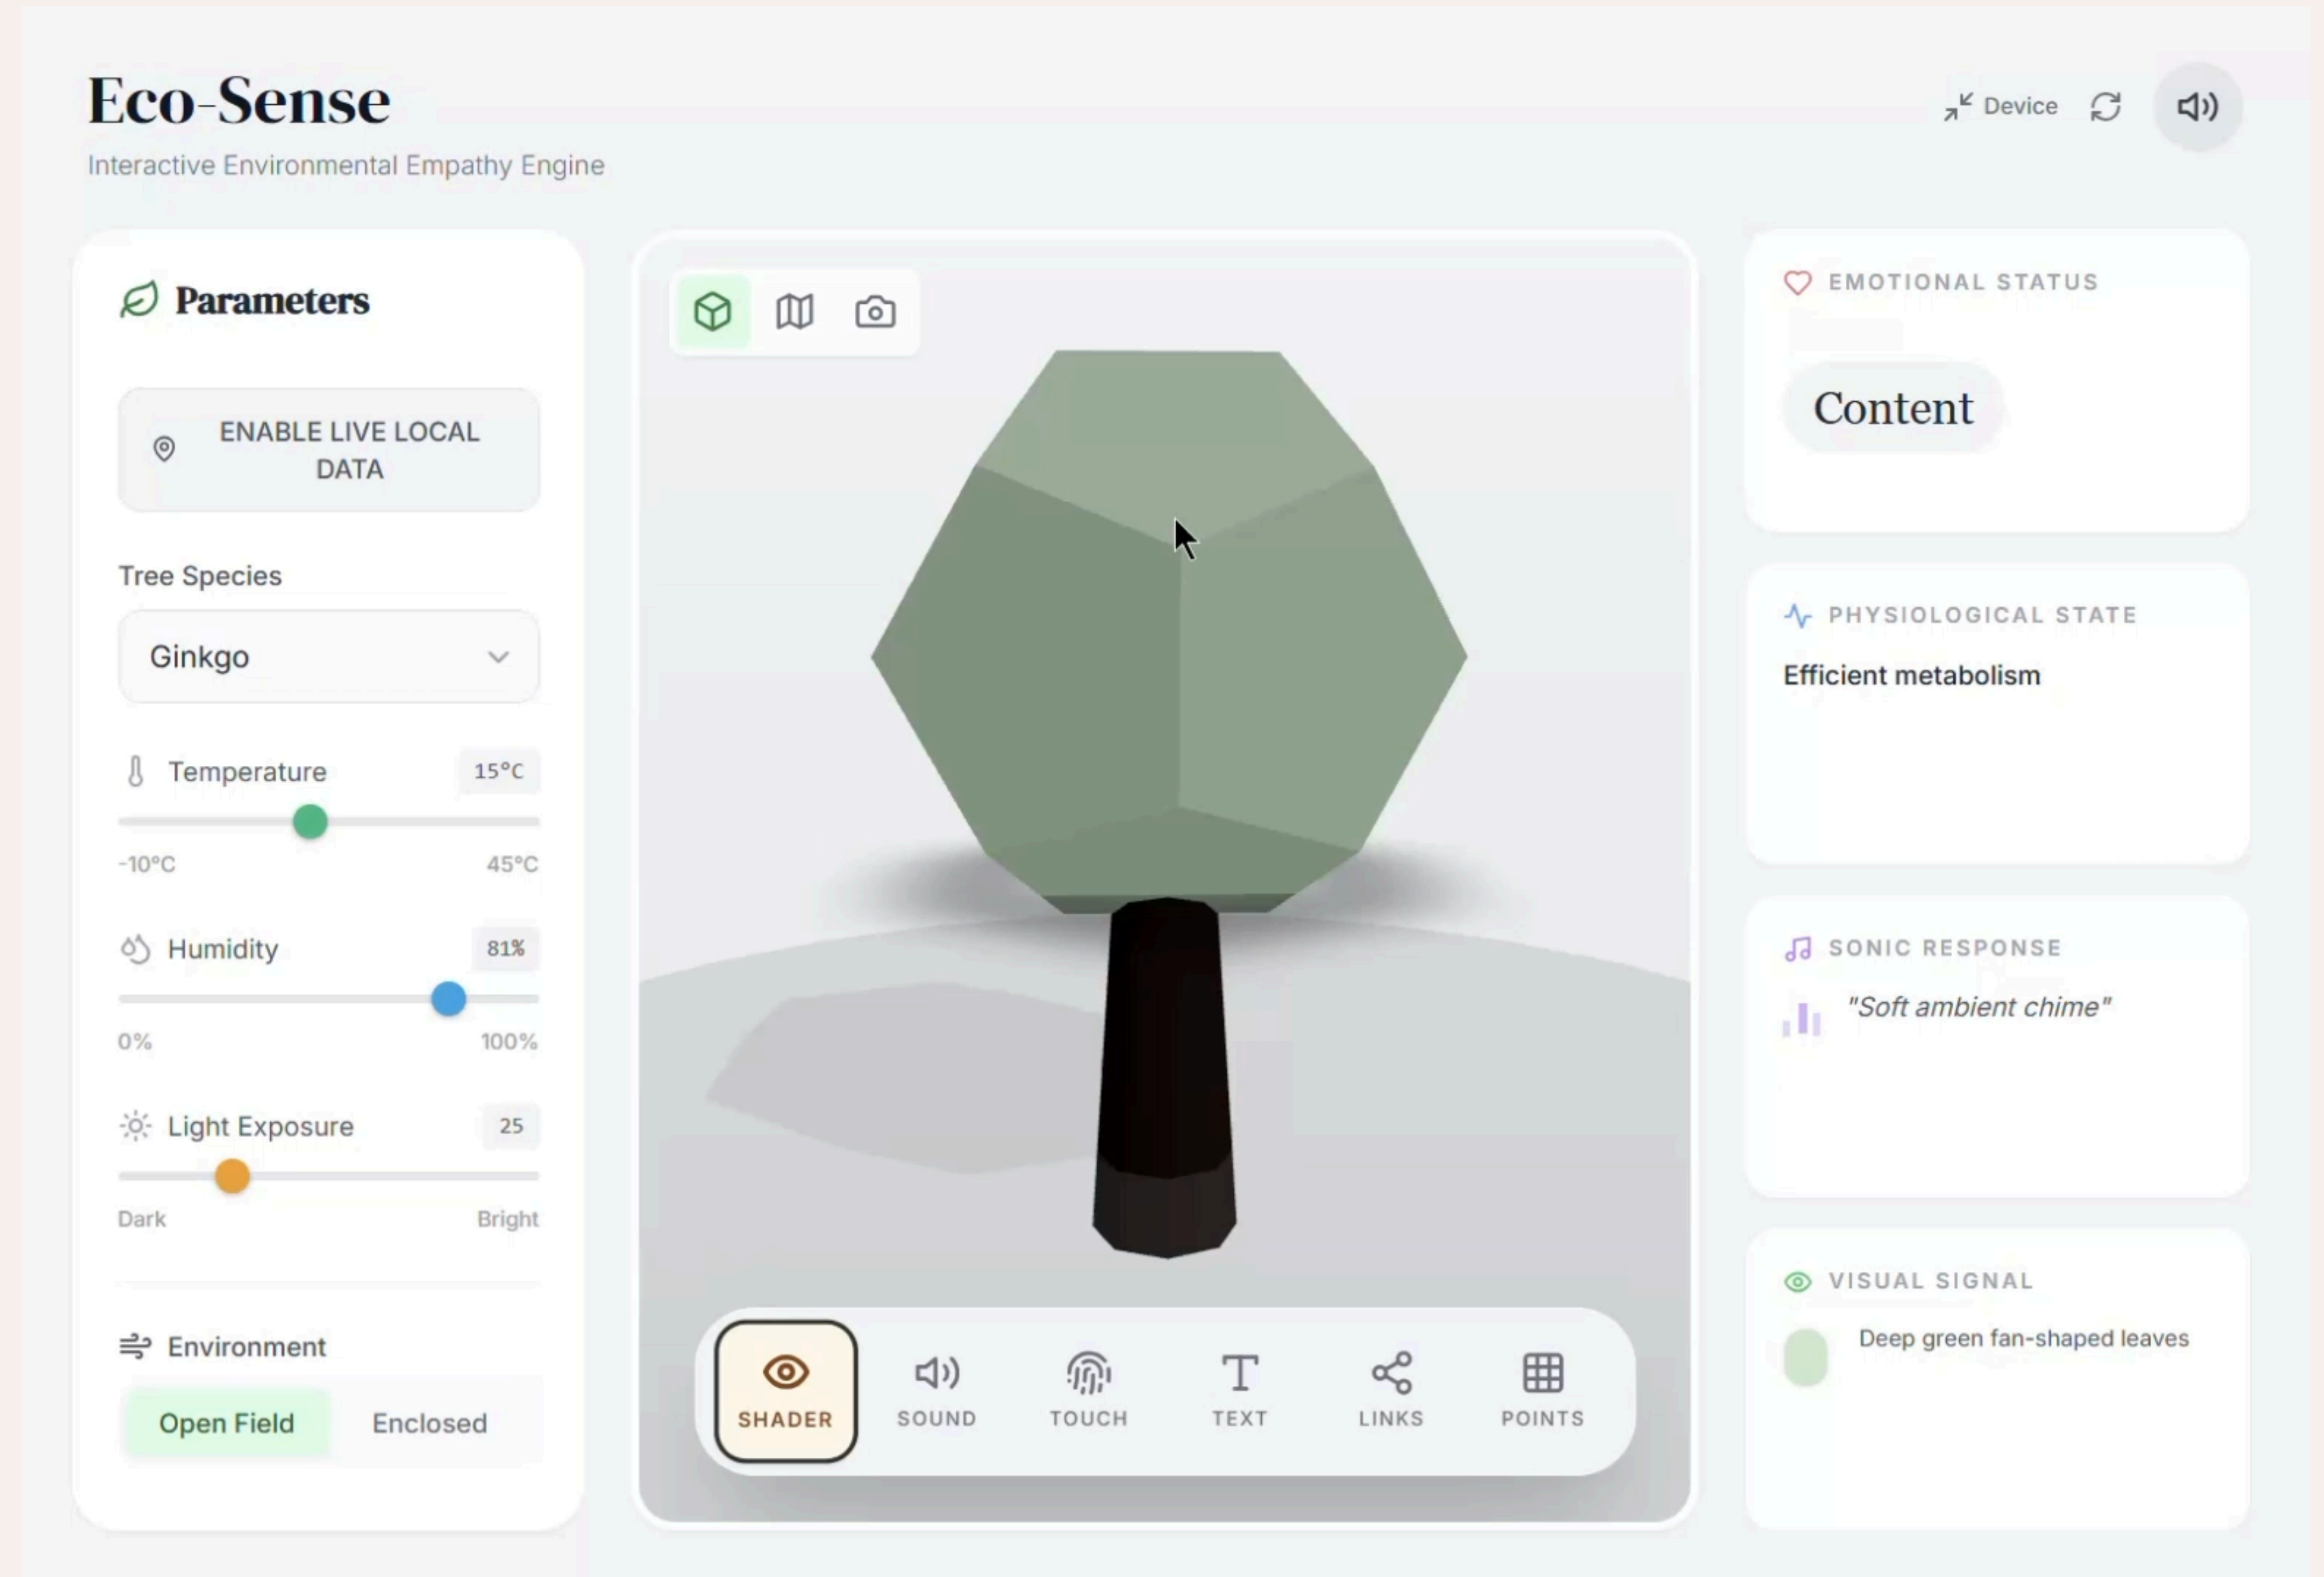 Eco-Sense
Interactive Environmental Empathy Engine
Device
Parameters
ENABLE LIVE LOCAL
DATA
Tree Species
Ginkgo
Temperature
15°C
-10°C
45°C
Humidity
81%
0%
100%
Light Exposure
25
Dark
Bright
Environment
Open Field
Enclosed
SHADER
SOUND
TOUCH
TEXT
LINKS
POINTS
EMOTIONAL STATUS
Content
PHYSIOLOGICAL STATE
Efficient metabolism
SONIC RESPONSE
"Soft ambient chime"
VISUAL SIGNAL
Deep green fan-shaped leaves